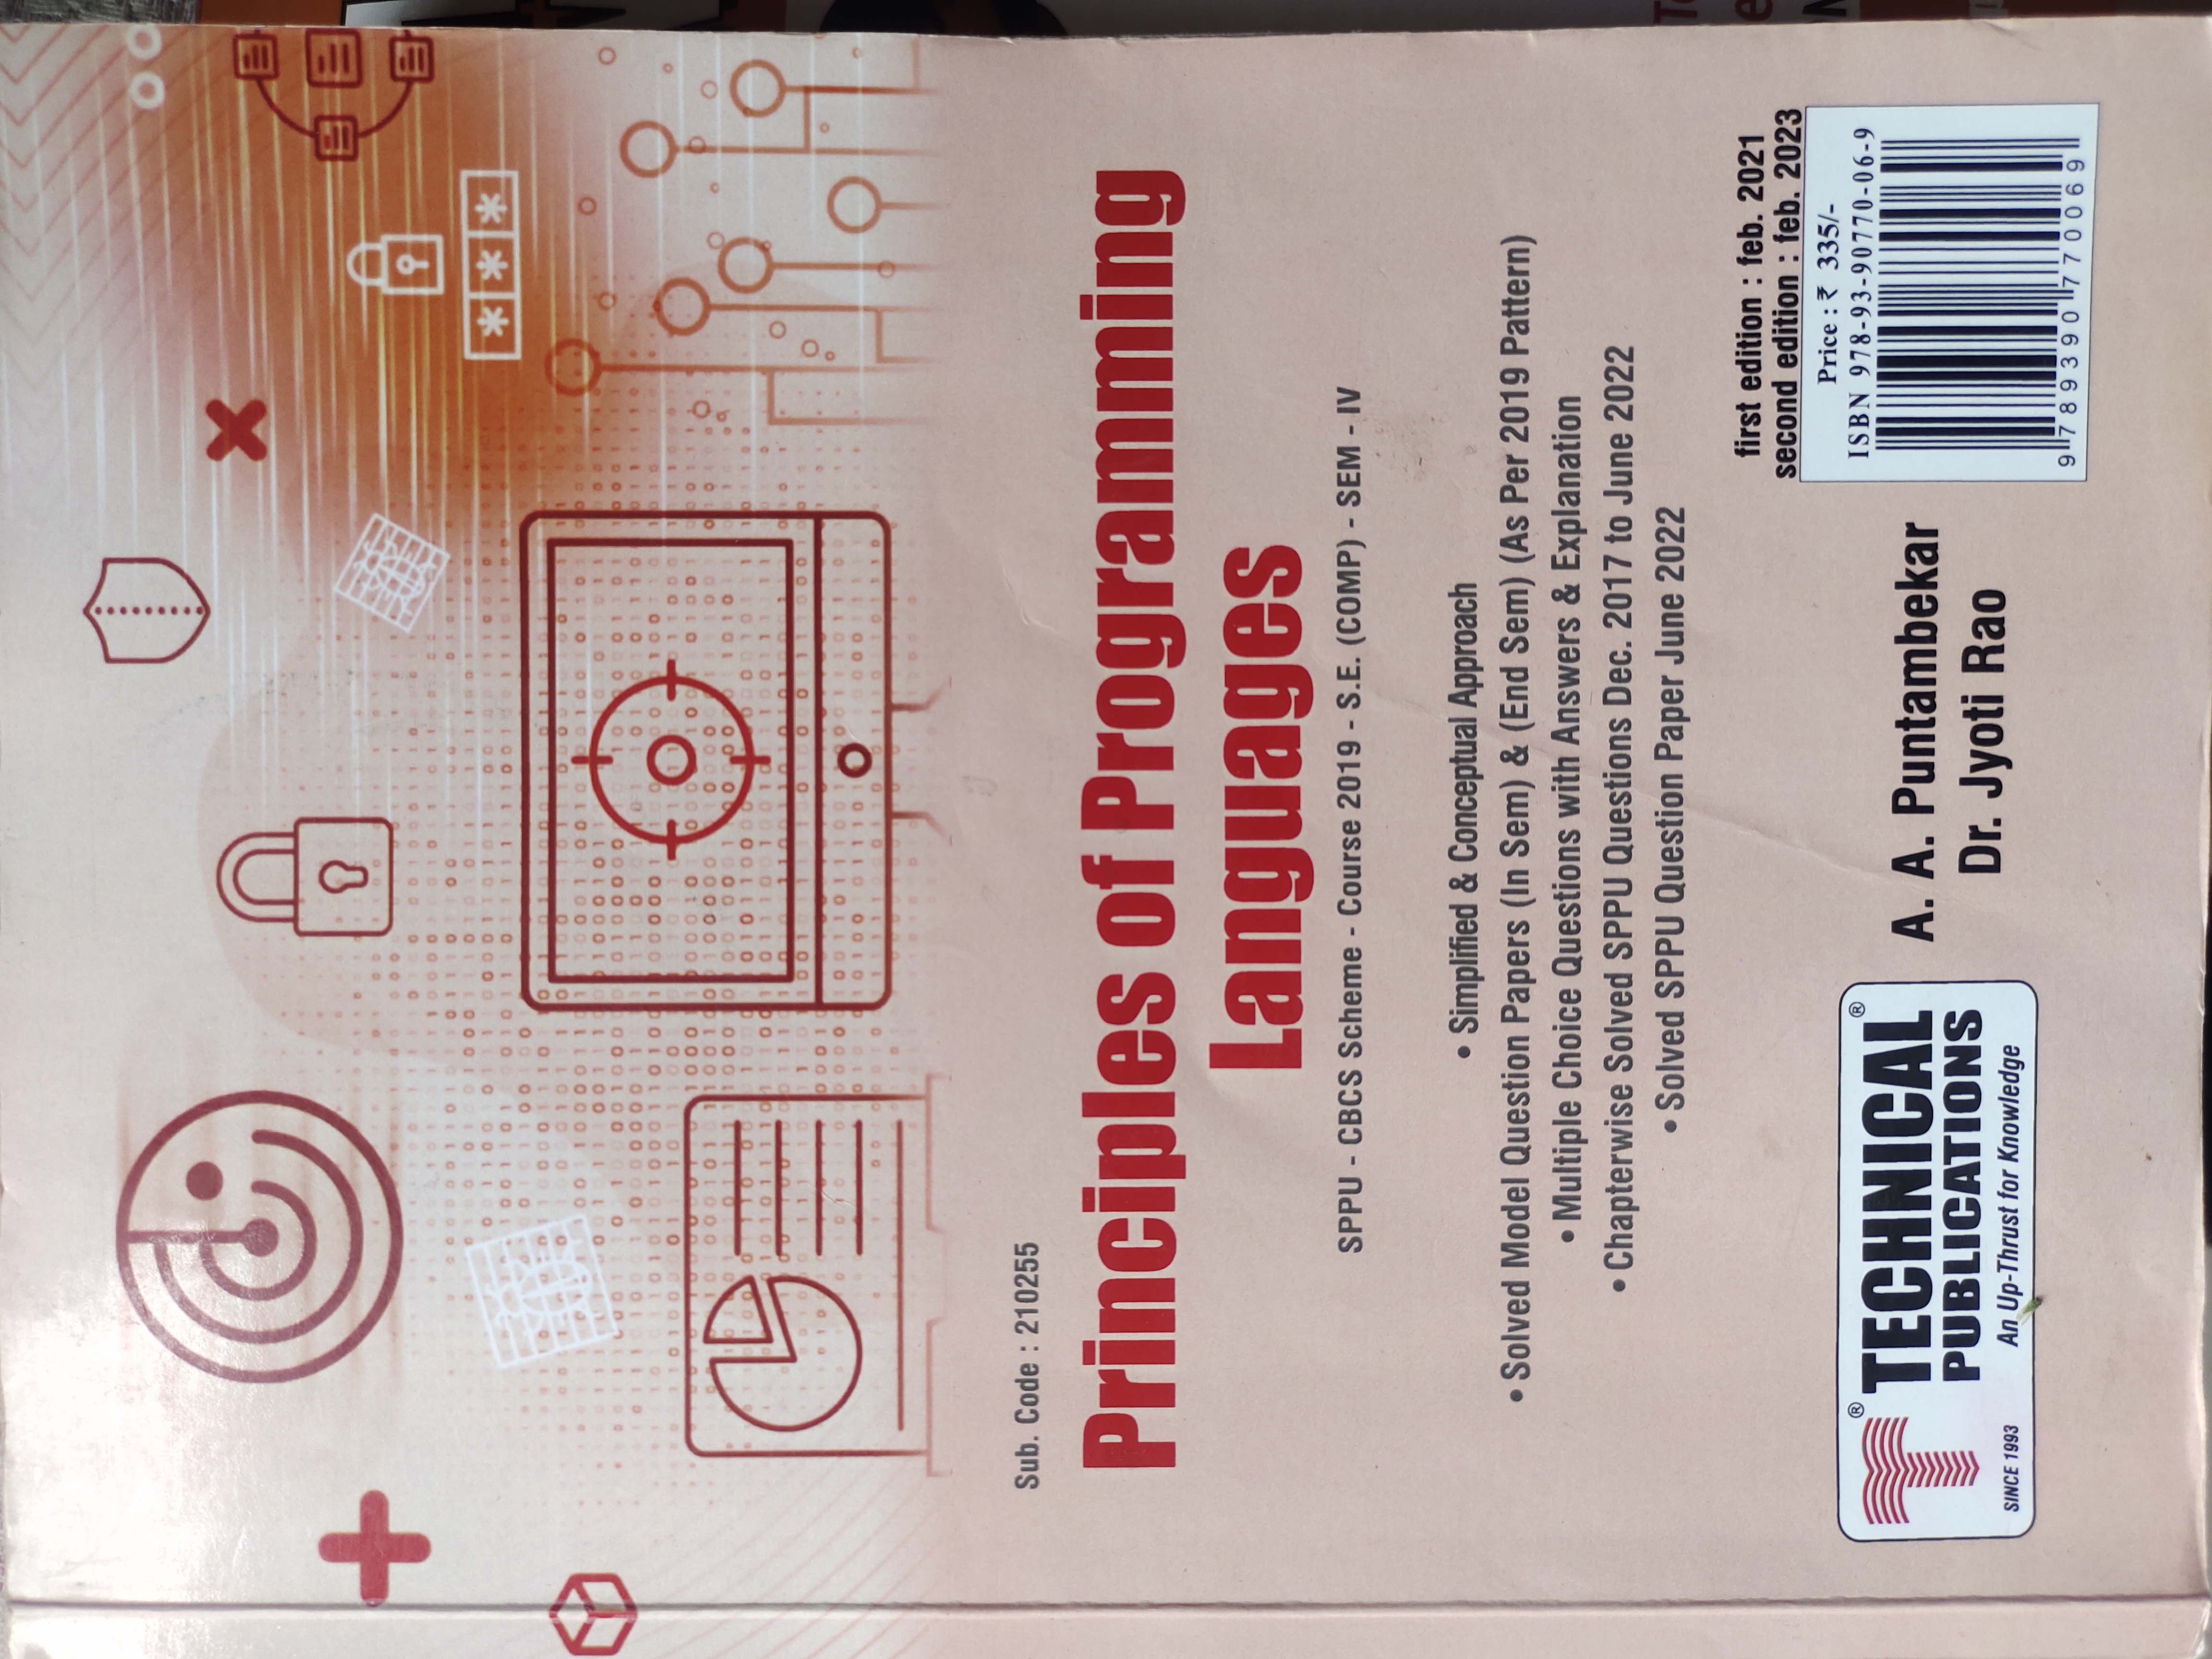 Sub. Code : 210255
Principles of Programming
Languages
SPPU - CBCS Scheme - Course 2019 - S.E. (COMP) - SEM - IV
• Simplified & Conceptual Approach
• Solved Model Question Papers (In Sem) & (End Sem) (As Per 2019 Pattern)
• Multiple Choice Questions with Answers & Explanation
• Chapterwise Solved SPPU Questions Dec. 2017 to June 2022
• Solved SPPU Question Paper June 2022
first edition : feb. 2021
second edition : feb. 2023
Price : ₹ 335/-
ISBN 978-93-90770-06-9
9 789390 770069
TECHNICAL®
PUBLICATIONS
SINCE 1993 An Up-Thrust for Knowledge
A. A. Puntambekar
Dr. Jyoti Rao